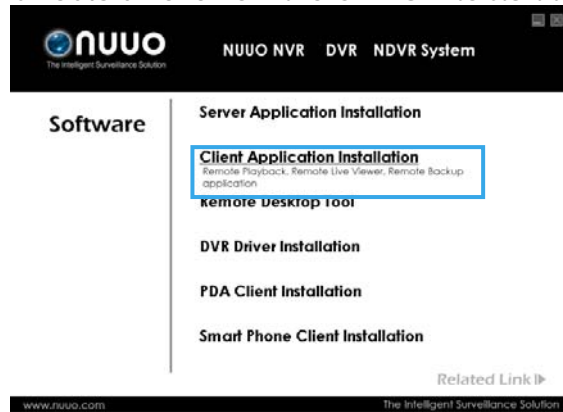 nuuo
The Intelligent Surveillance Solution
NUUO NVR DVR NDVR System
Software
Server Application Installation
Client Application Installation
Remote Playback, Remote Live Viewer, Remote Backup
application
Remote Desktop Tool
DVR Driver Installation
PDA Client Installation
Smart Phone Client Installation
Related Link
www.nuuo.com
The Intelligent Surveillance Solution